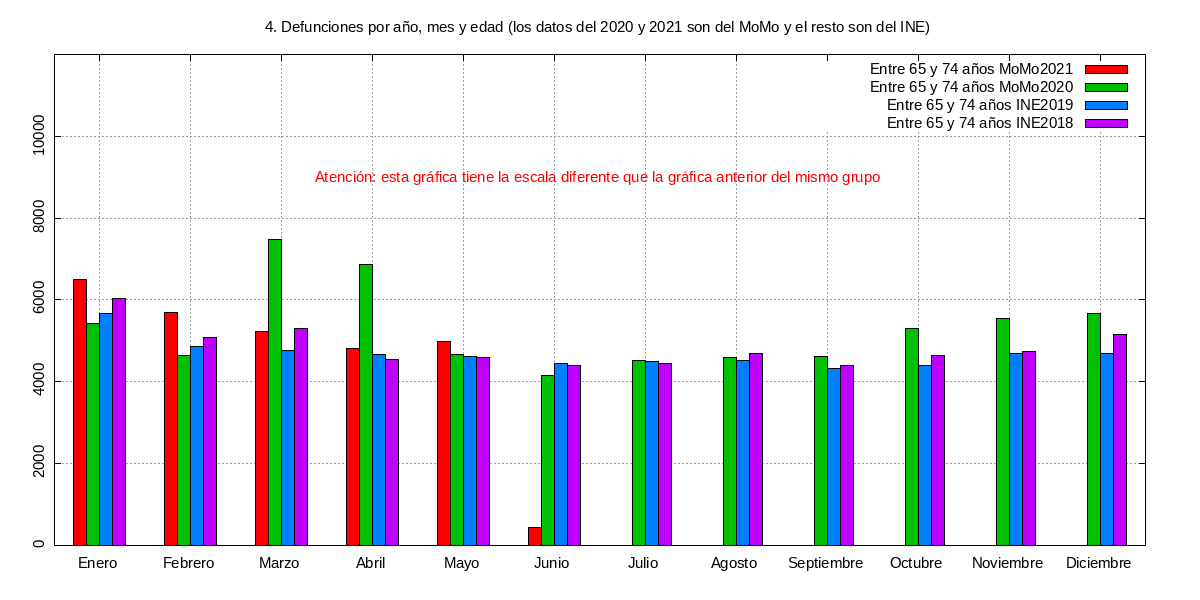 4. Defunciones por año, mes y edad (los datos del 2020 y 2021 son del MoMo y el resto son del INE)
Entre 65 y 74 años MoMo2021
Entre 65 y 74 años MoMo2020
Entre 65 y 74 años INE2019
Entre 65 y 74 años INE2018
Atención: esta gráfica tiene la escala diferente que la gráfica anterior del mismo grupo
10000
8000
6000
4000
2000
0
Enero Febrero Marzo Abril Mayo Junio Julio Agosto Septiembre Octubre Noviembre Diciembre